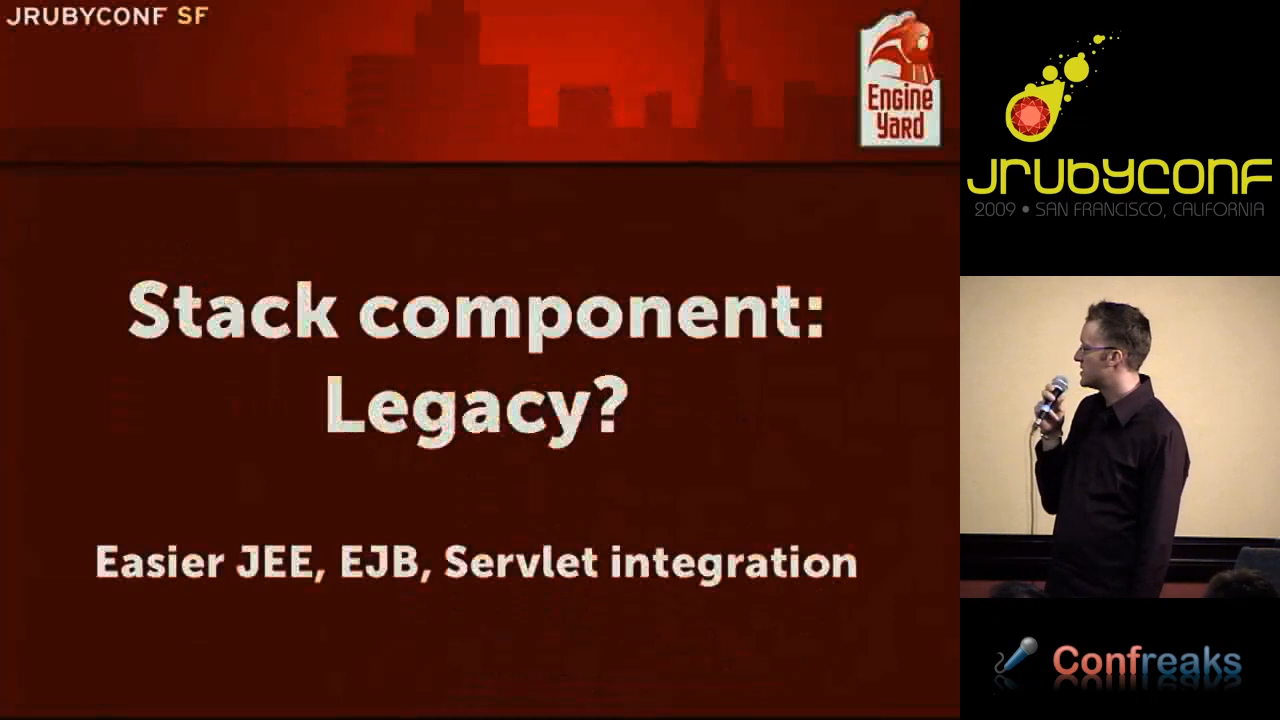 JRUBYCONF SF
Engine
Yard
Stack component:
Legacy?
Easier JEE, EJB, Servlet integration
JRUBYCONF
2009 • SAN FRANCISCO, CALIFORNIA
Confreaks